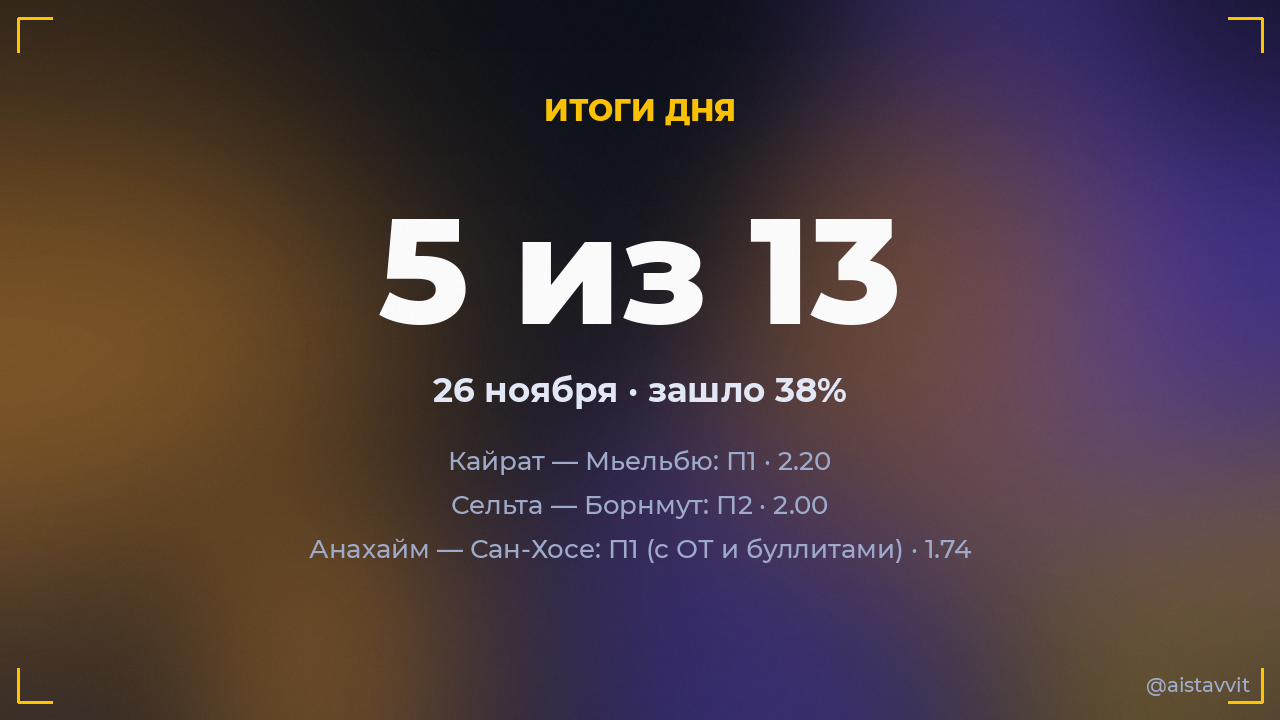 ИТОГИ ДНЯ
5 из 13
26 ноября · зашло 38%
Кайрат — Мьельбю: П1 · 2.20
Сельта — Борнмут: П2 · 2.00
Анахайм — Сан-Хосе: П1 (с ОТ и буллитами) · 1.74
@aistavvit